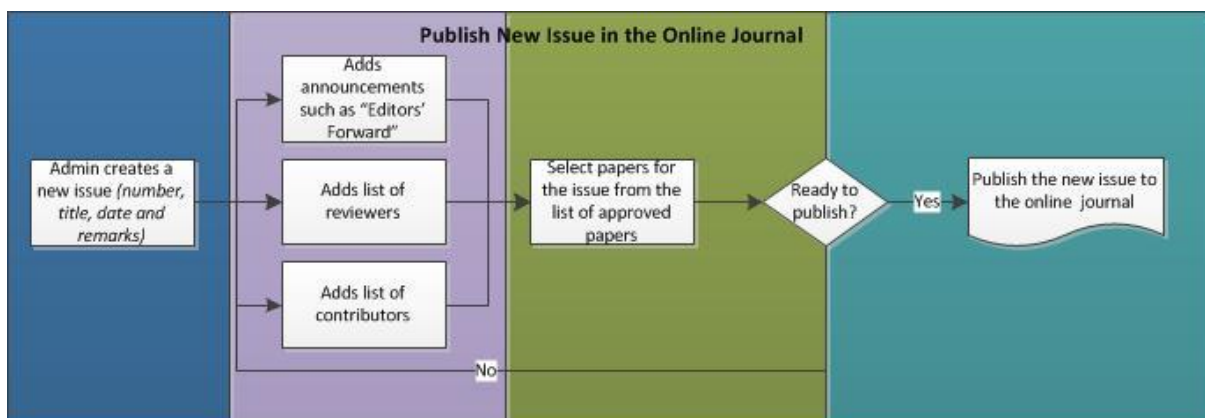 Publish New Issue in the Online Journal
Admin creates a
new issue (number,
title, date and
remarks)
Adds
announcements
such as “Editors’
Forward”
Adds list of
reviewers
Adds list of
contributors
Select papers for
the issue from the
list of approved
papers
Ready to
publish?
Yes
Publish the new issue to
the online journal
No